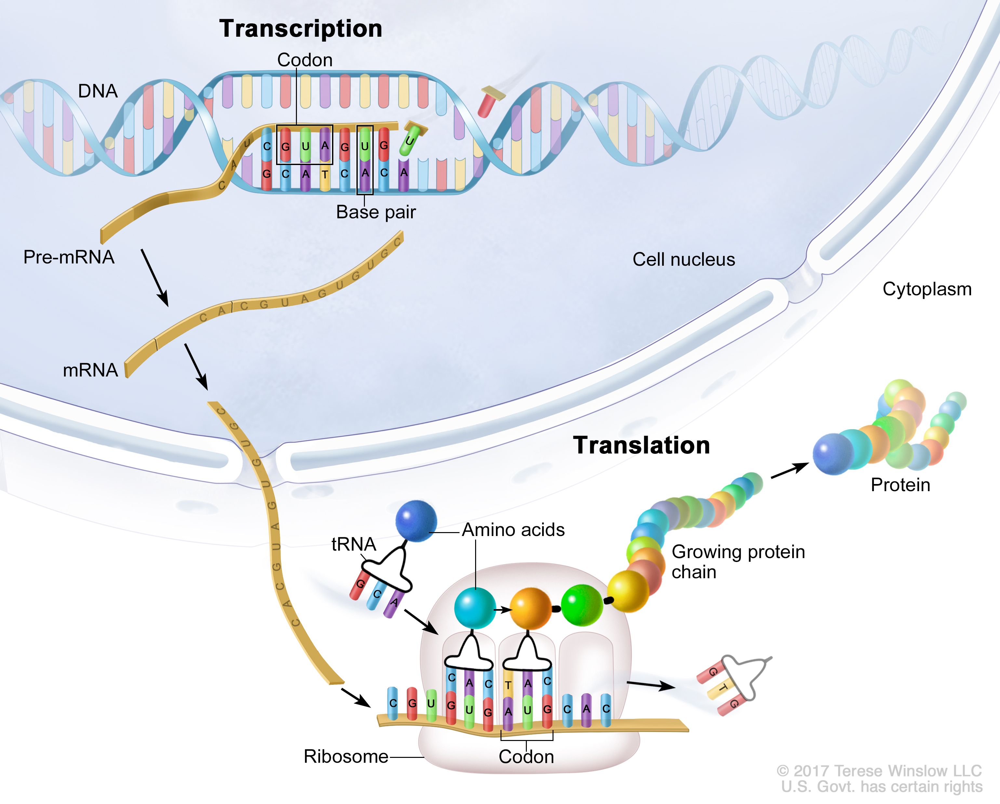 Transcription
Codon
DNA
U C G U A G U G U
A
C
G C A T C A C A
Base pair
Pre-mRNA
C A C G U A G U G U G C
Cell nucleus
Cytoplasm
mRNA
C G U G U G A U G C A C
Translation
Protein
Amino acids
tRNA
G C A
Growing protein
chain
C A C T A C
G T G
C G U G U G A U G C A C
Ribosome
Codon
© 2017 Terese Winslow LLC
U.S. Govt. has certain rights